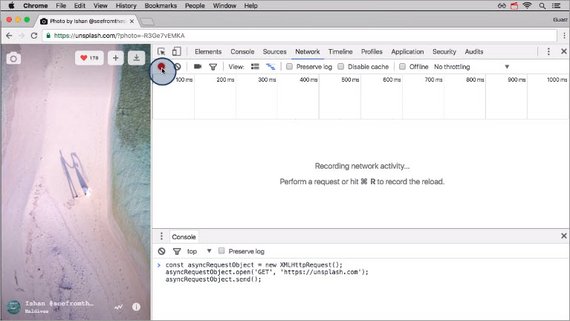 Chrome File Edit View History Bookmarks People Window Help
Photo by Ishan @soefromthe
Guest
https://unsplash.com/?photo=-R3Ge7vEMKA
178
Elements Console Sources Network Timeline Profiles Application Security Audits
View: Preserve log Disable cache Offline No throttling
100 ms 200 ms 300 ms 400 ms 500 ms 600 ms 700 ms 800 ms 900 ms 1000 ms
Recording network activity...
Perform a request or hit ⌘ R to record the reload.
Console
top Preserve log
> const asyncRequestObject = new XMLHttpRequest();
asyncRequestObject.open('GET', 'https://unsplash.com');
asyncRequestObject.send();
Ishan @soefromth...
Maldives